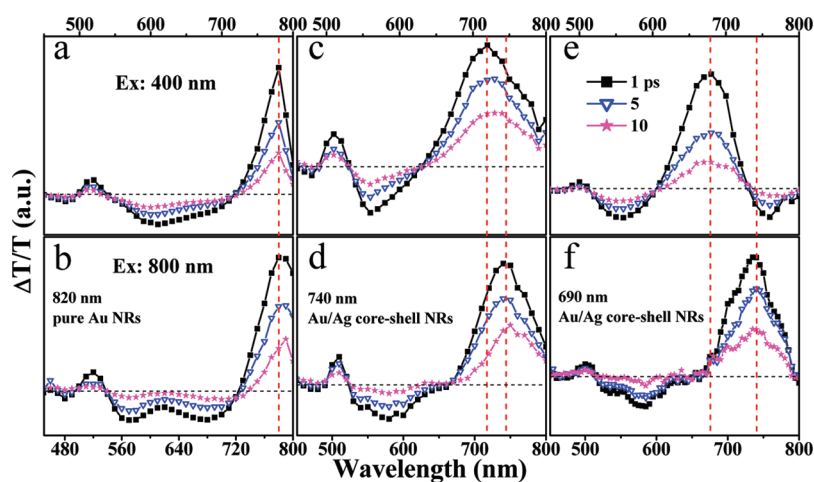 500 600 700 800 500 600 700 800 500 600 700 800
a
Ex: 400 nm
c
e
1 ps
5
10
ΔT/T (a.u.)
b
Ex: 800 nm
820 nm
pure Au NRs
d
740 nm
Au/Ag core-shell NRs
f
690 nm
Au/Ag core-shell NRs
480 560 640 720 800 500 600 700 800 500 600 700 800
Wavelength (nm)